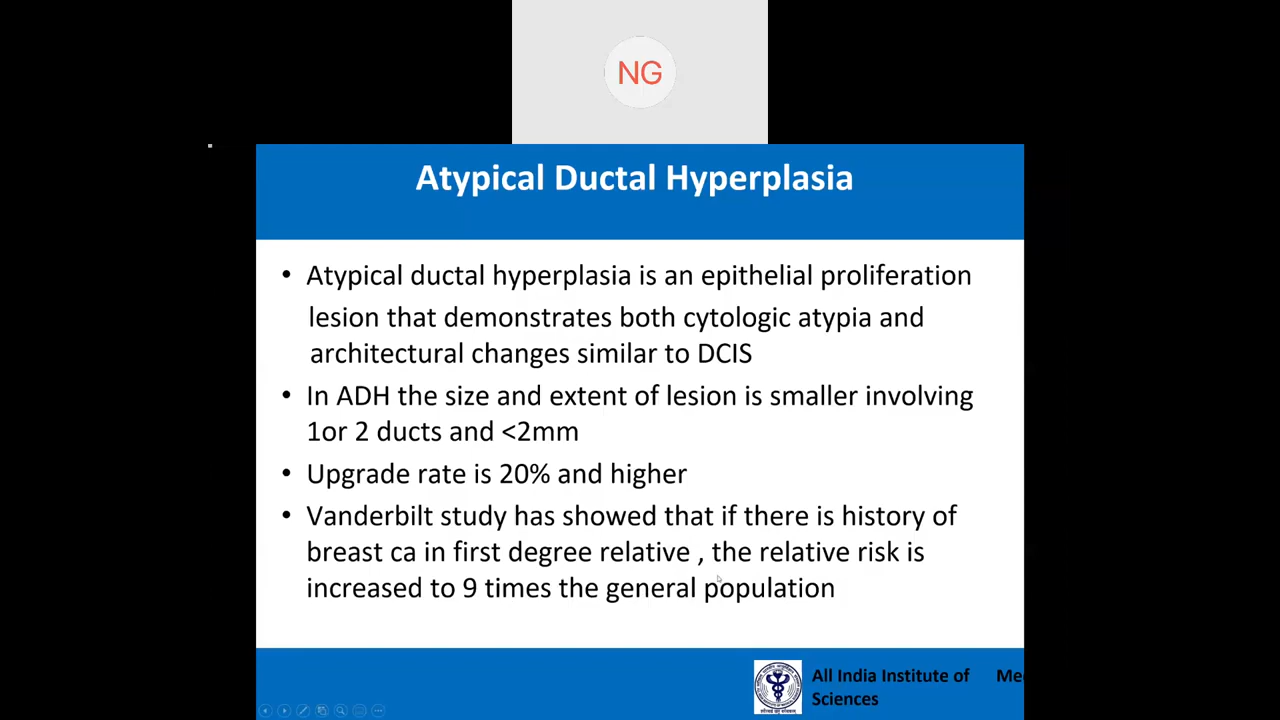 NG
Atypical Ductal Hyperplasia
• Atypical ductal hyperplasia is an epithelial proliferation
lesion that demonstrates both cytologic atypia and
architectural changes similar to DCIS
• In ADH the size and extent of lesion is smaller involving
1or 2 ducts and <2mm
• Upgrade rate is 20% and higher
• Vanderbilt study has showed that if there is history of
breast ca in first degree relative , the relative risk is
increased to 9 times the general population
All India Institute of
Sciences